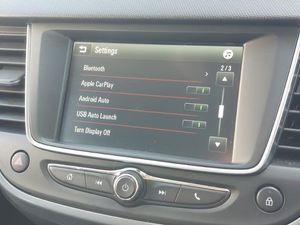 Settings
Bluetooth
2/3
Apple CarPlay
Android Auto
USB Auto Launch
Turn Display Off